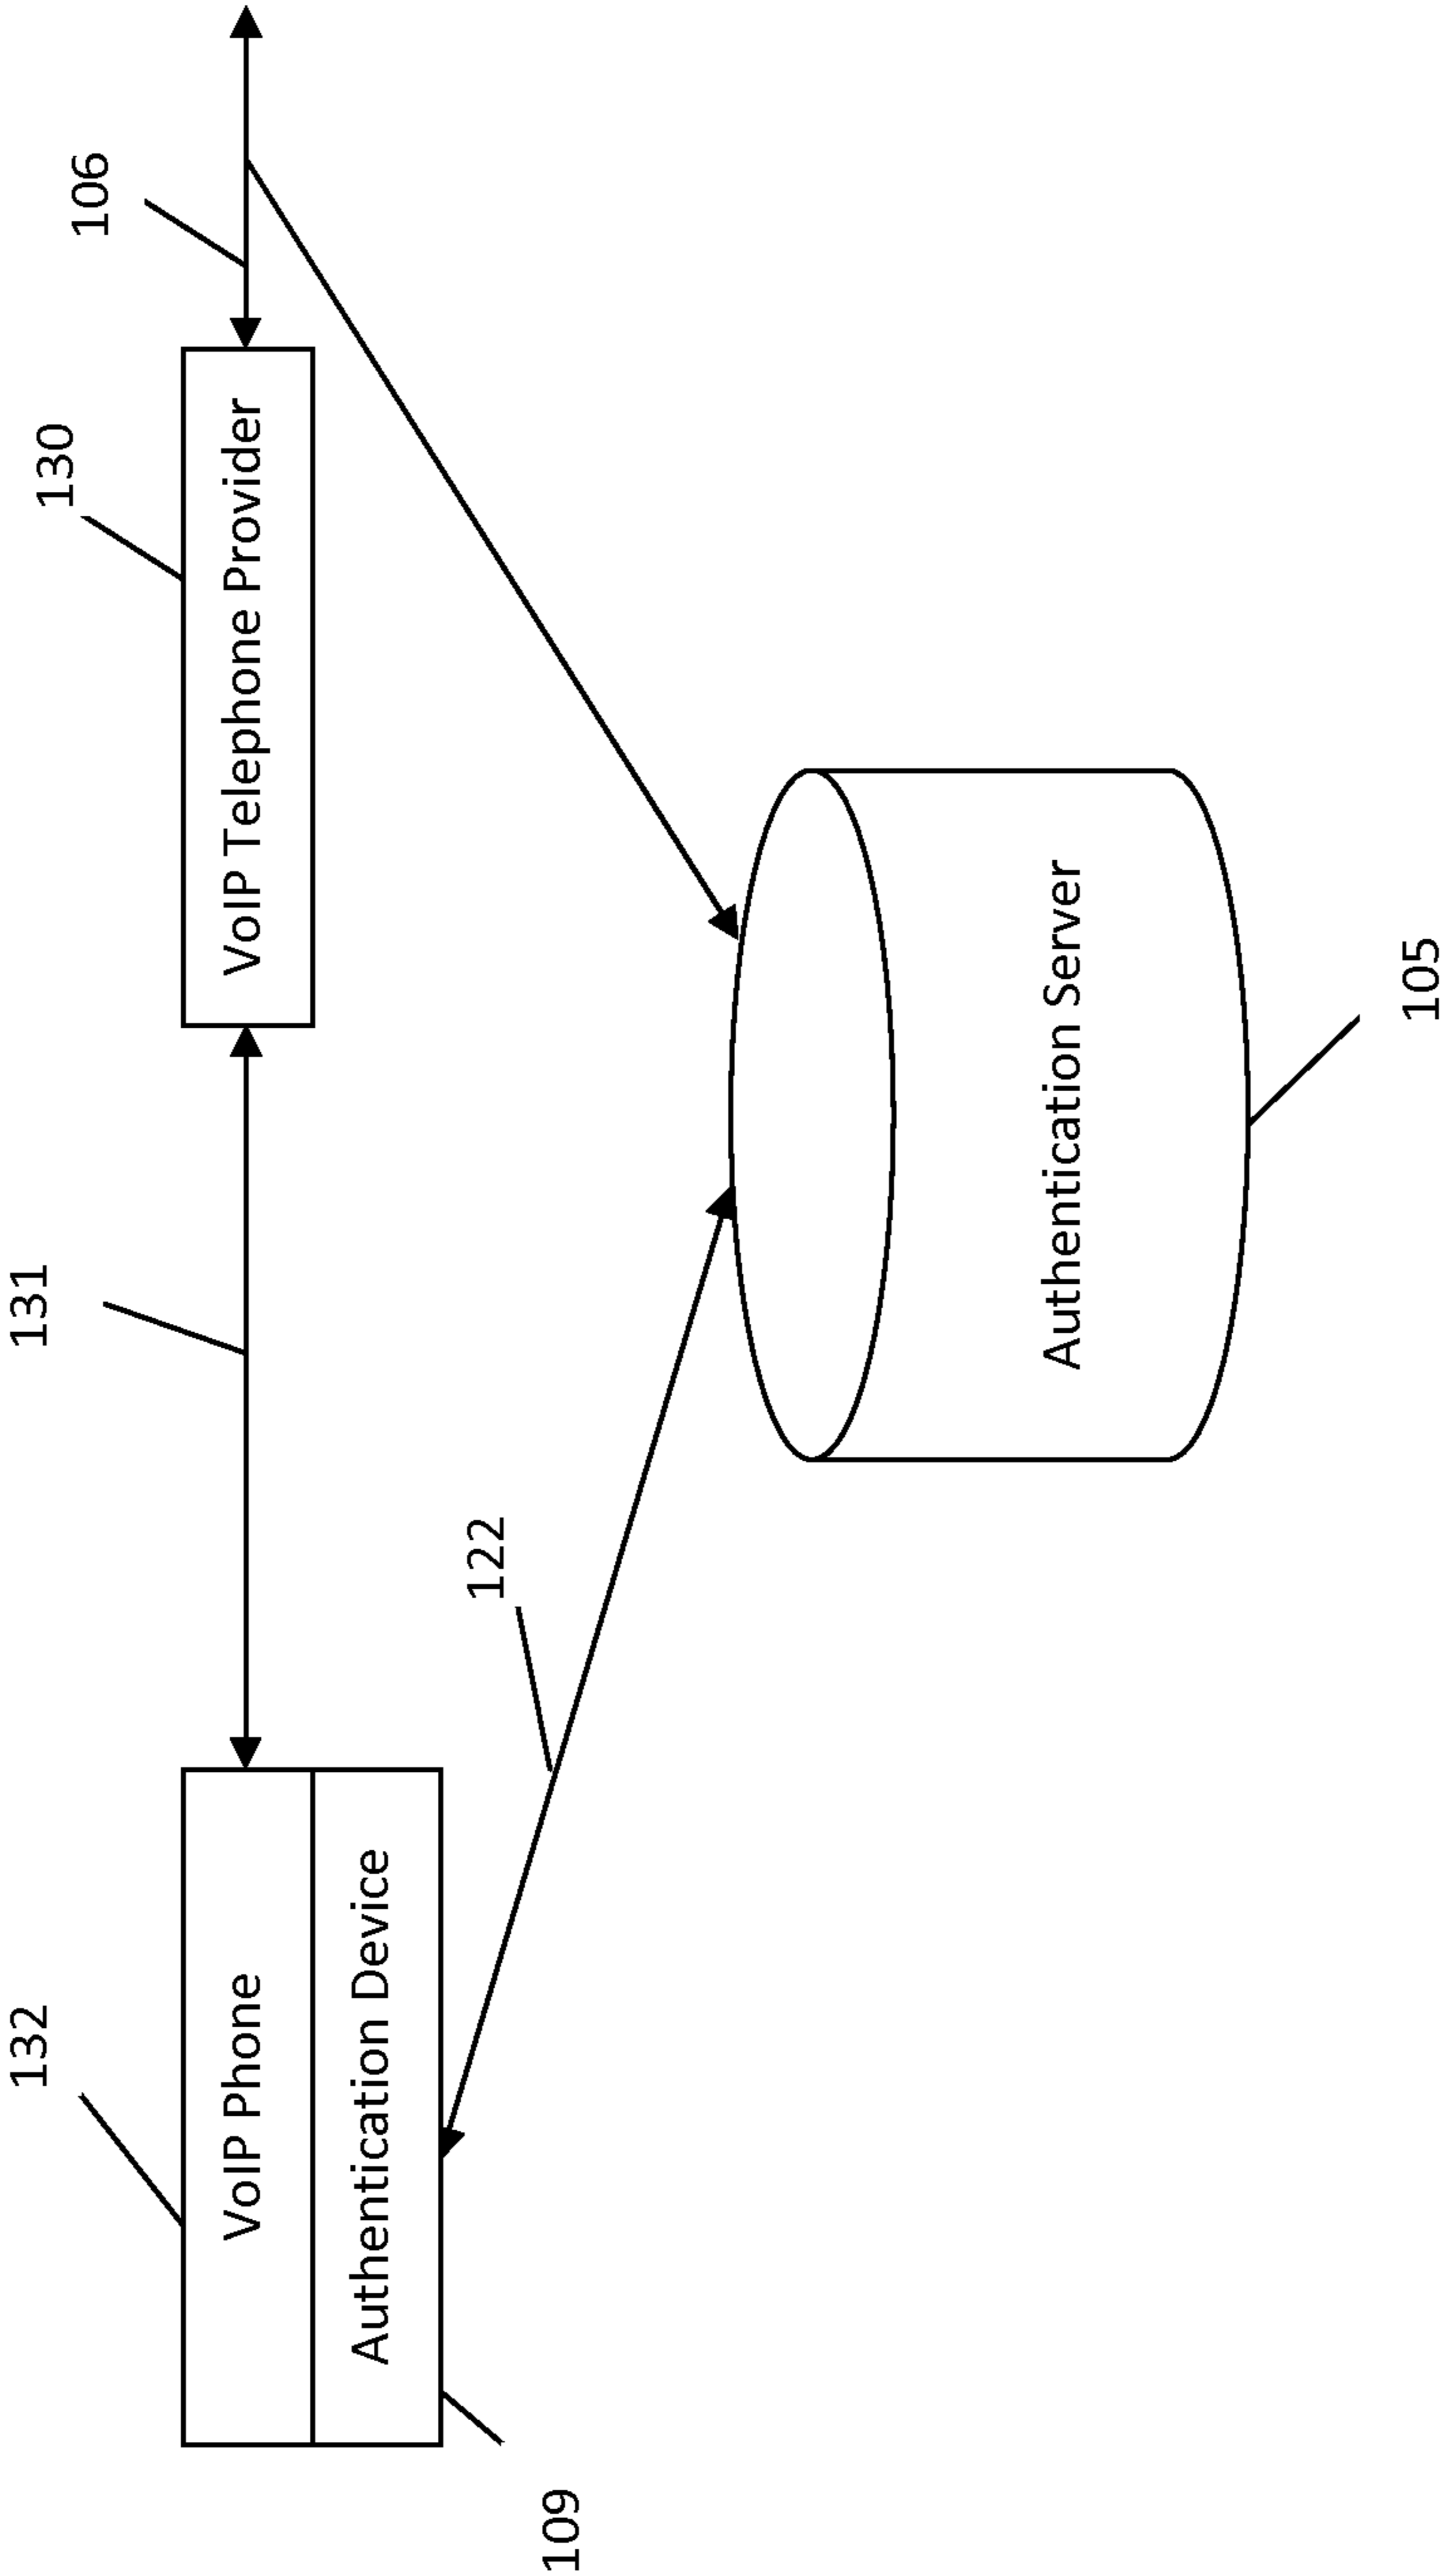 132
131
130
106
VoIP Phone
VoIP Telephone Provider
Authentication Device
109
122
Authentication Server
105